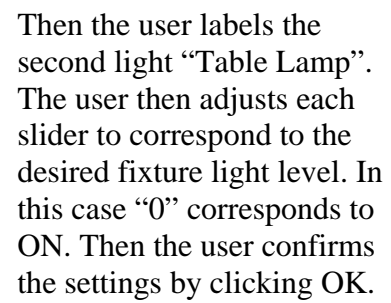 Then the user labels the
second light “Table Lamp”.
The user then adjusts each
slider to correspond to the
desired fixture light level. In
this case “0” corresponds to
ON. Then the user confirms
the settings by clicking OK.